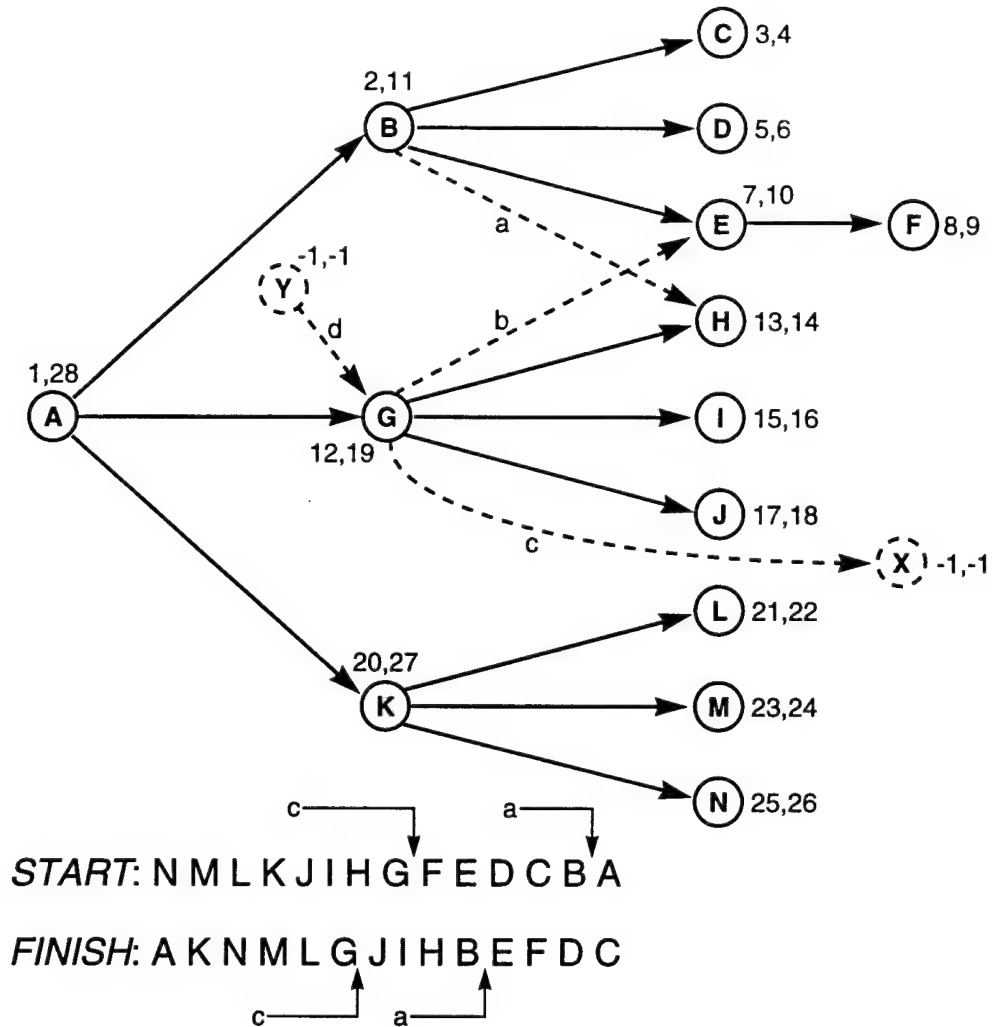 C 3,4
2,11
B
D 5,6
7,10
E
F 8,9
a
-1,-1
Y
d
b
H 13,14
1,28
A
G
I 15,16
12,19
J 17,18
c
X -1,-1
L 21,22
20,27
K
M 23,24
N 25,26
c a
START: N M L K J I H G F E D C B A
FINISH: A K N M L G J I H B E F D C
c a